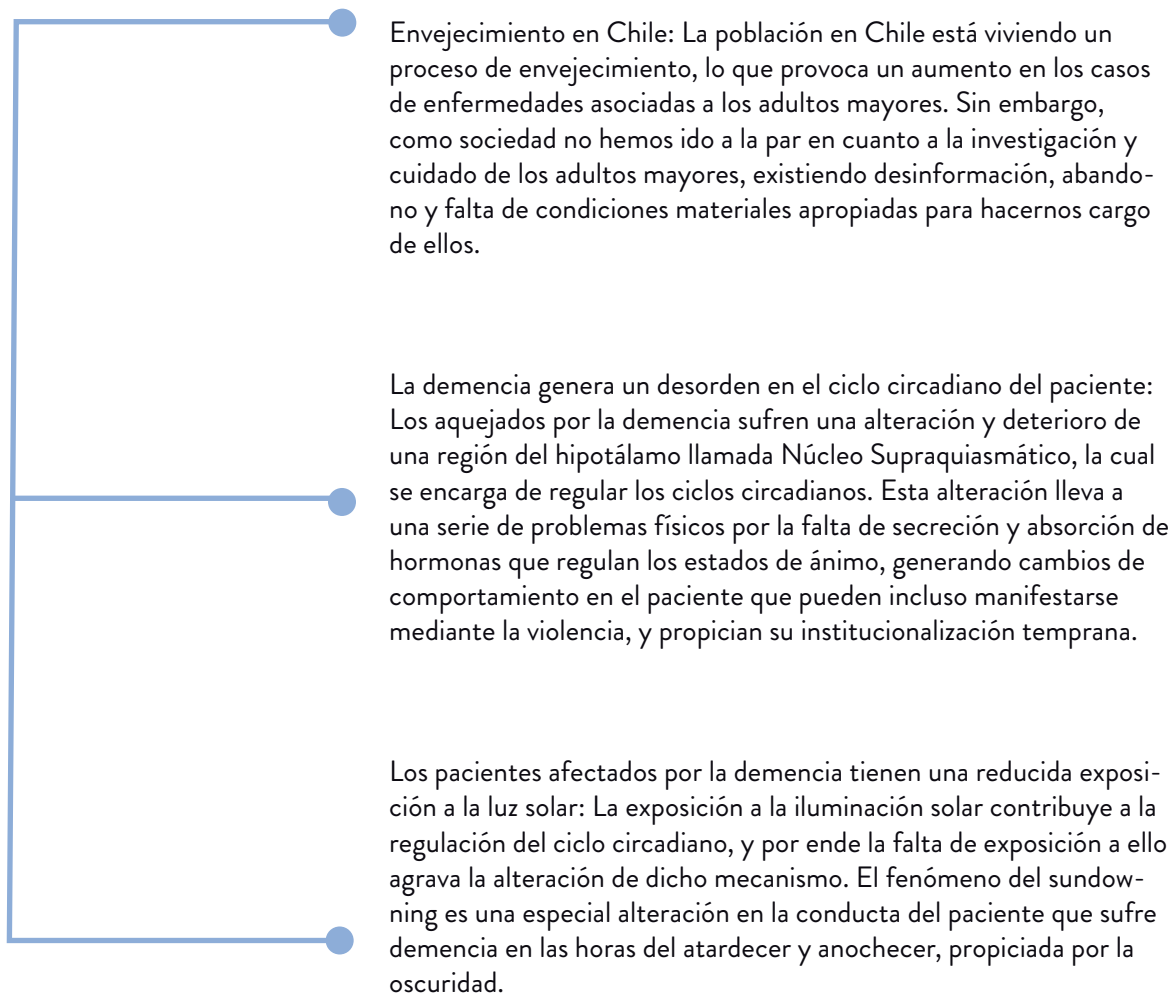 Envejecimiento en Chile: La población en Chile está viviendo un
proceso de envejecimiento, lo que provoca un aumento en los casos
de enfermedades asociadas a los adultos mayores. Sin embargo,
como sociedad no hemos ido a la par en cuanto a la investigación y
cuidado de los adultos mayores, existiendo desinformación, abando-
no y falta de condiciones materiales apropiadas para hacernos cargo
de ellos.
La demencia genera un desorden en el ciclo circadiano del paciente:
Los aquejados por la demencia sufren una alteración y deterioro de
una región del hipotálamo llamada Núcleo Supraquiasmático, la cual
se encarga de regular los ciclos circadianos. Esta alteración lleva a
una serie de problemas físicos por la falta de secreción y absorción de
hormonas que regulan los estados de ánimo, generando cambios de
comportamiento en el paciente que pueden incluso manifestarse
mediante la violencia, y propician su institucionalización temprana.
Los pacientes afectados por la demencia tienen una reducida exposi-
ción a la luz solar: La exposición a la iluminación solar contribuye a la
regulación del ciclo circadiano, y por ende la falta de exposición a ello
agrava la alteración de dicho mecanismo. El fenómeno del sundow-
ning es una especial alteración en la conducta del paciente que sufre
demencia en las horas del atardecer y anochecer, propiciada por la
oscuridad.